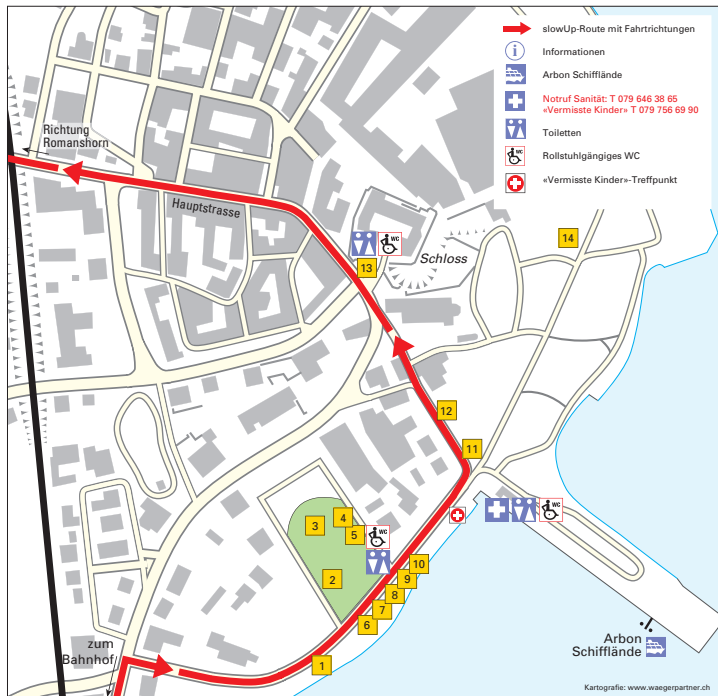 slowUp-Route mit Fahrtrichtungen
i
Informationen
Arbon Schifflände
Notruf Sanität: T 079 646 38 65
«Vermisste Kinder» T 079 756 69 90
Toiletten
WC
Rollstuhlgängiges WC
«Vermisste Kinder»-Treffpunkt
Richtung
Romanshorn
Hauptstrasse
WC
Schloss
13
14
12
11
3
4
5
WC
2
WC
10
9
8
7
6
1
zum
Bahnhof
Arbon
Schifflände
Kartografie: www.waegerpartner.ch